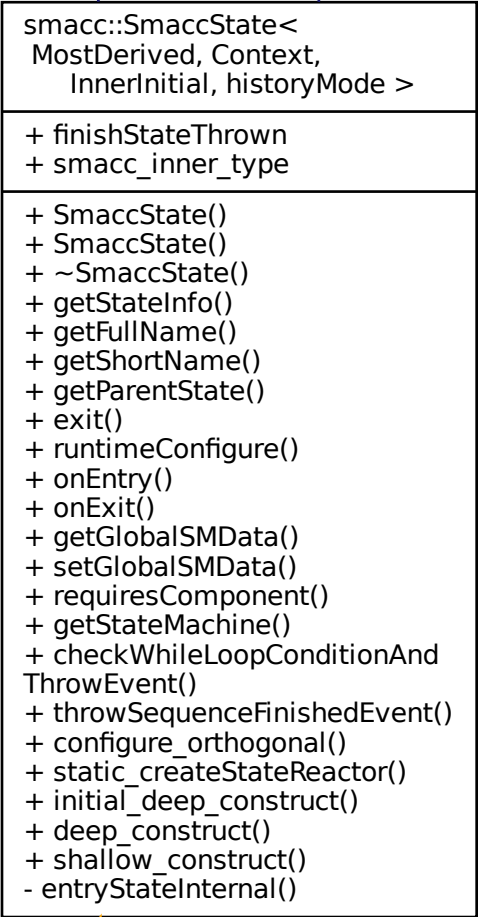 smacc::SmaccState<
MostDerived, Context,
InnerInitial, historyMode >
+ finishStateThrown
+ smacc_inner_type
+ SmaccState()
+ SmaccState()
+ ~SmaccState()
+ getStateInfo()
+ getFullName()
+ getShortName()
+ getParentState()
+ exit()
+ runtimeConfigure()
+ onEntry()
+ onExit()
+ getGlobalSMData()
+ setGlobalSMData()
+ requiresComponent()
+ getStateMachine()
+ checkWhileLoopConditionAnd
ThrowEvent()
+ throwSequenceFinishedEvent()
+ configure_orthogonal()
+ static_createStateReactor()
+ initial_deep_construct()
+ deep_construct()
+ shallow_construct()
- entryStateInternal()